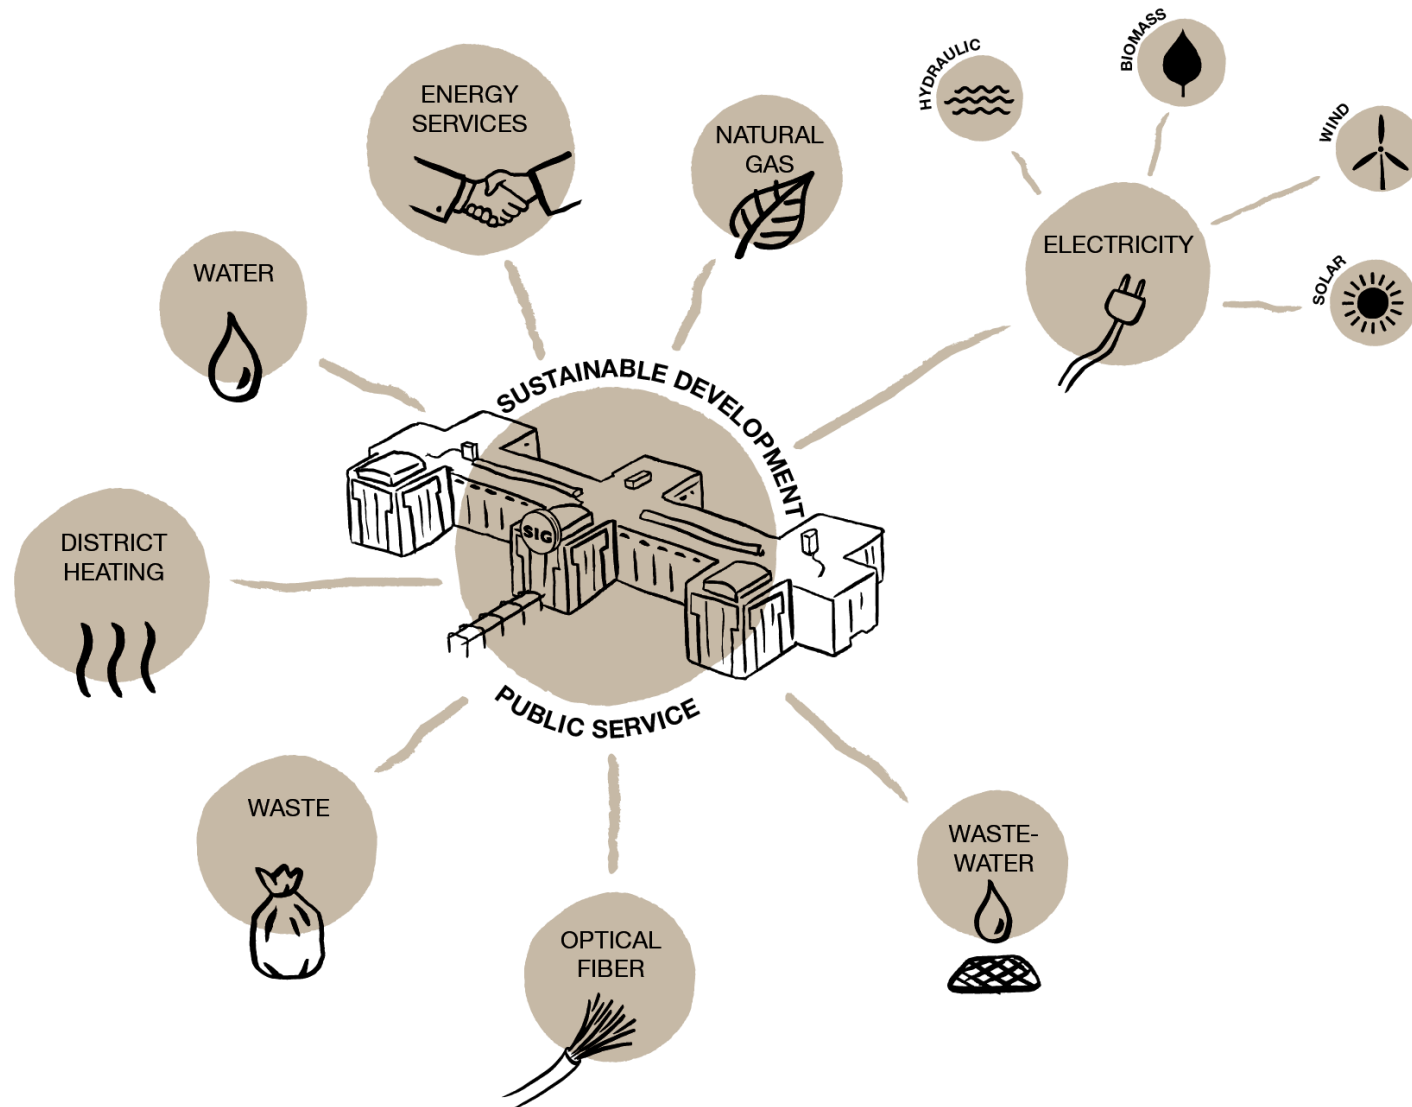 HYDRAULIC
BIOMASS
WIND
SOLAR
ELECTRICITY
ENERGY
SERVICES
NATURAL
GAS
WATER
SUSTAINABLE DEVELOPMENT
SIG
DISTRICT
HEATING
PUBLIC SERVICE
WASTE
WASTE-
WATER
OPTICAL
FIBER